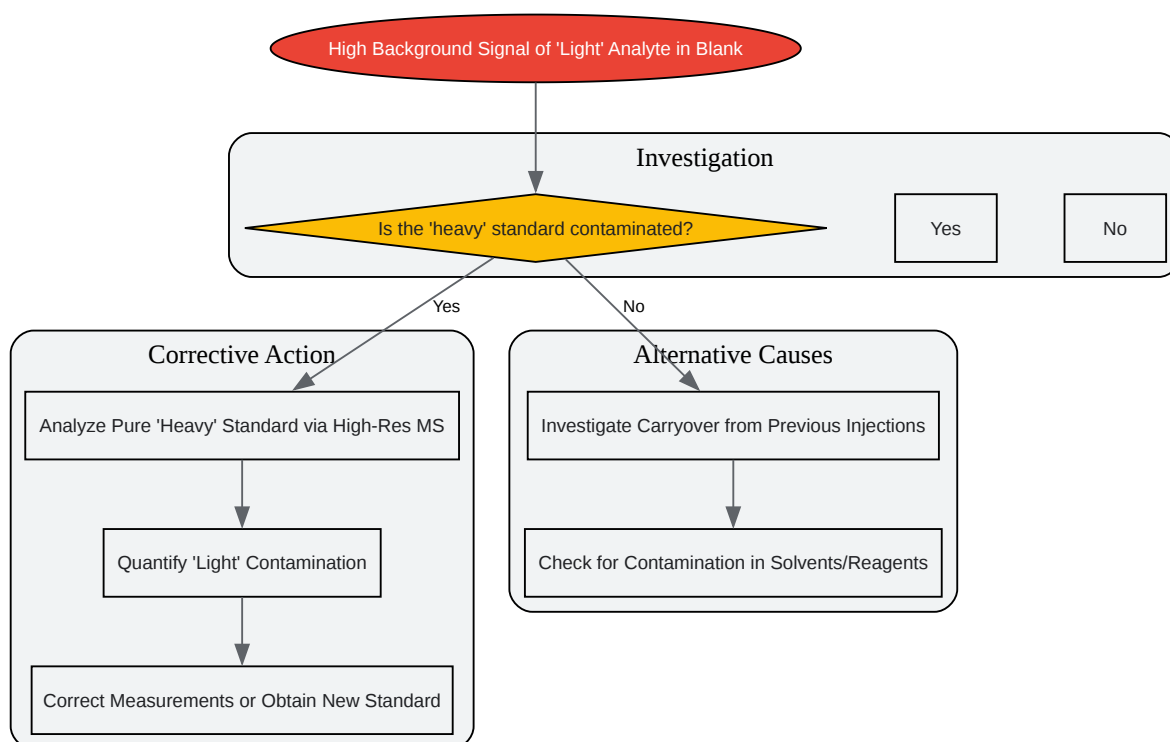 High Background Signal of 'Light' Analyte in Blank
Investigation
Is the 'heavy' standard contaminated?
Yes
No
Yes
No
Corrective Action
Alternative Causes
Analyze Pure 'Heavy' Standard via High-Res MS
Investigate Carryover from Previous Injections
Quantify 'Light' Contamination
Check for Contamination in Solvents/Reagents
Correct Measurements or Obtain New Standard